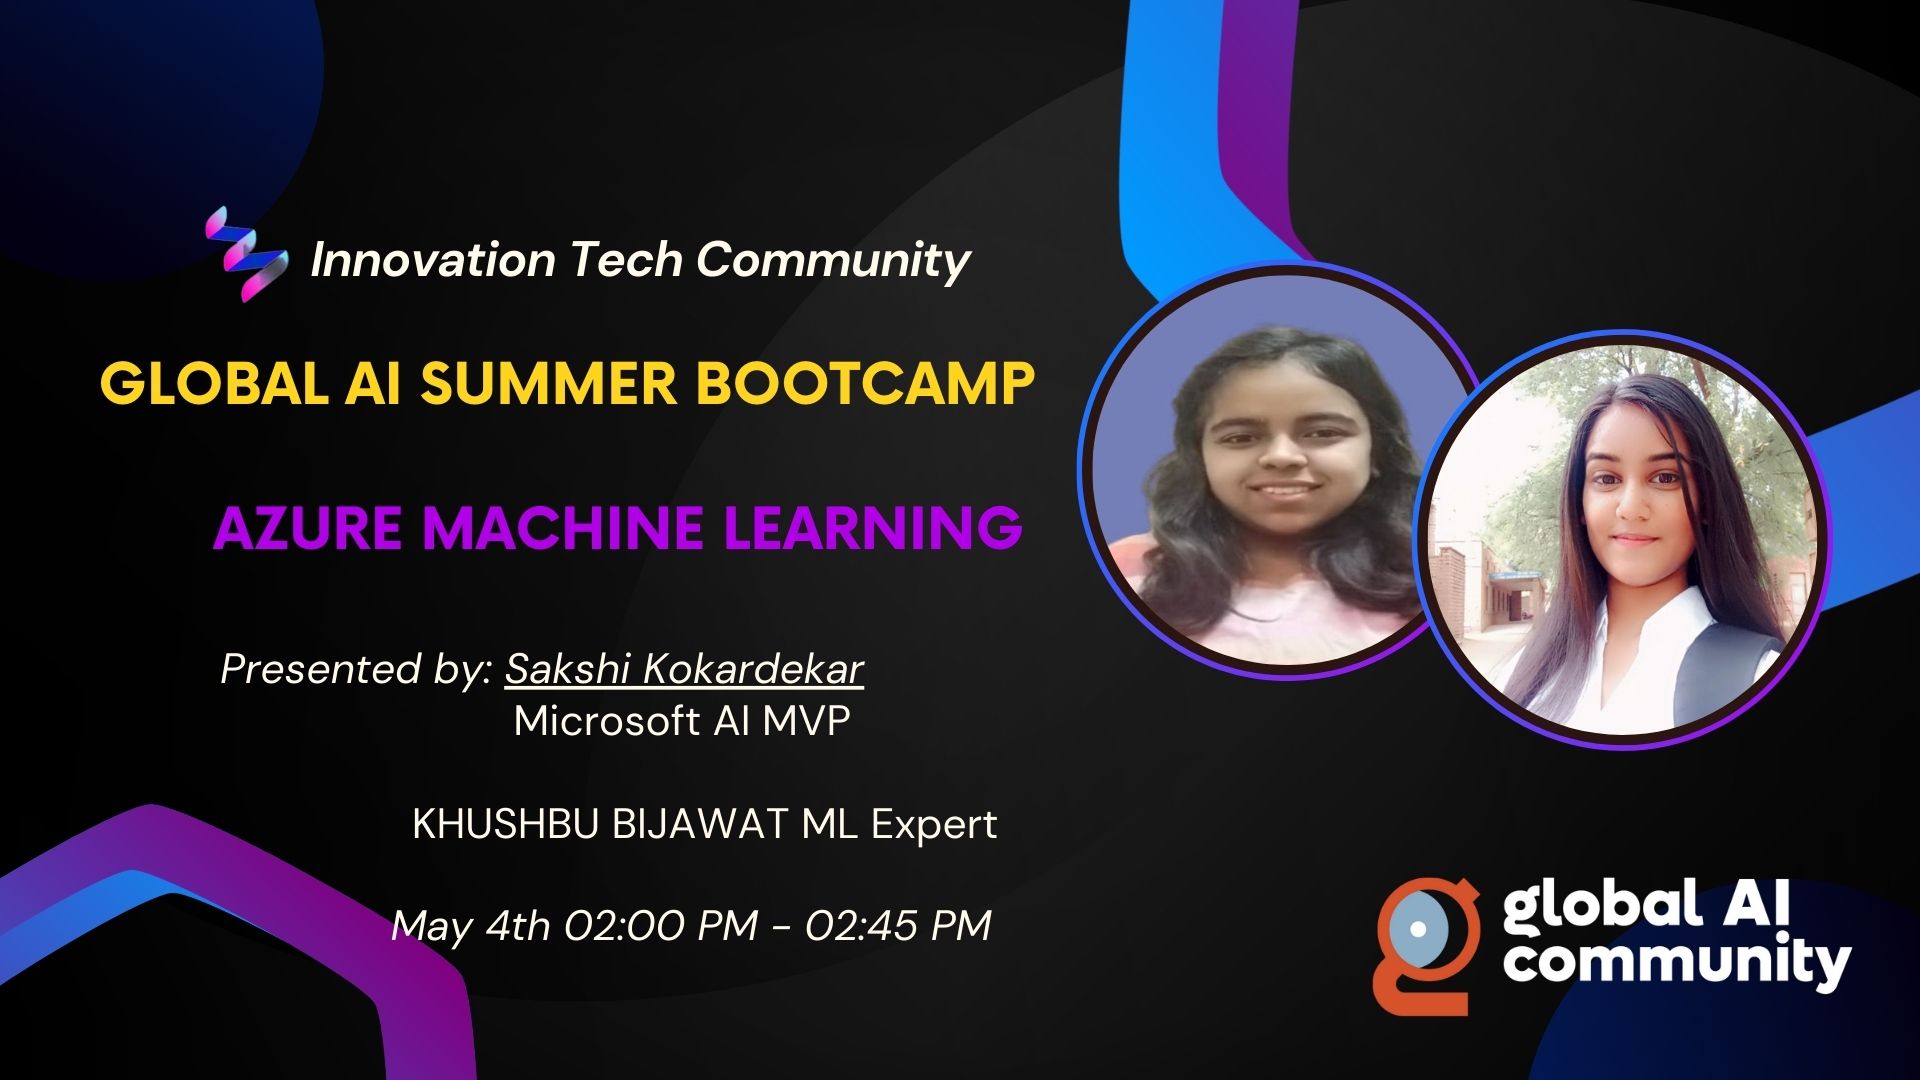 Innovation Tech Community
GLOBAL AI SUMMER BOOTCAMP
AZURE MACHINE LEARNING
Presented by: Sakshi Kokardekar
Microsoft AI MVP
KHUSHBU BIJAWAT ML Expert
May 4th 02:00 PM - 02:45 PM
global AI
community